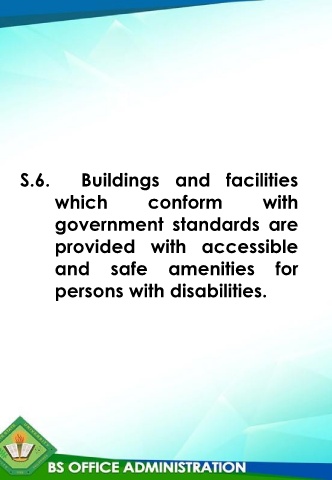 S.6. Buildings and facilities
which conform with
government standards are
provided with accessible
and safe amenities for
persons with disabilities.
BS OFFICE ADMINISTRATION